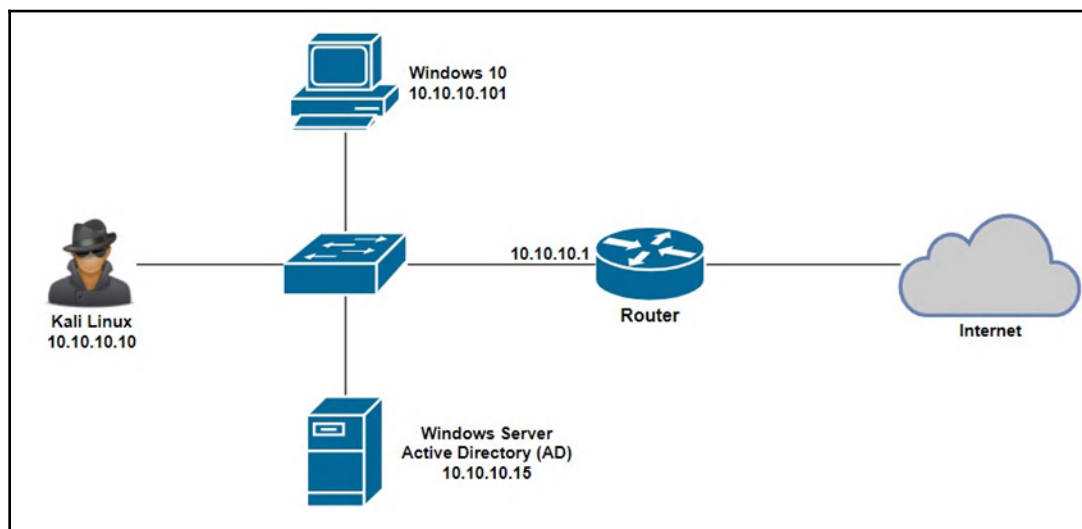 Windows 10
10.10.10.101
10.10.10.1
Kali Linux
10.10.10.10
Router
Internet
Windows Server
Active Directory (AD)
10.10.10.15